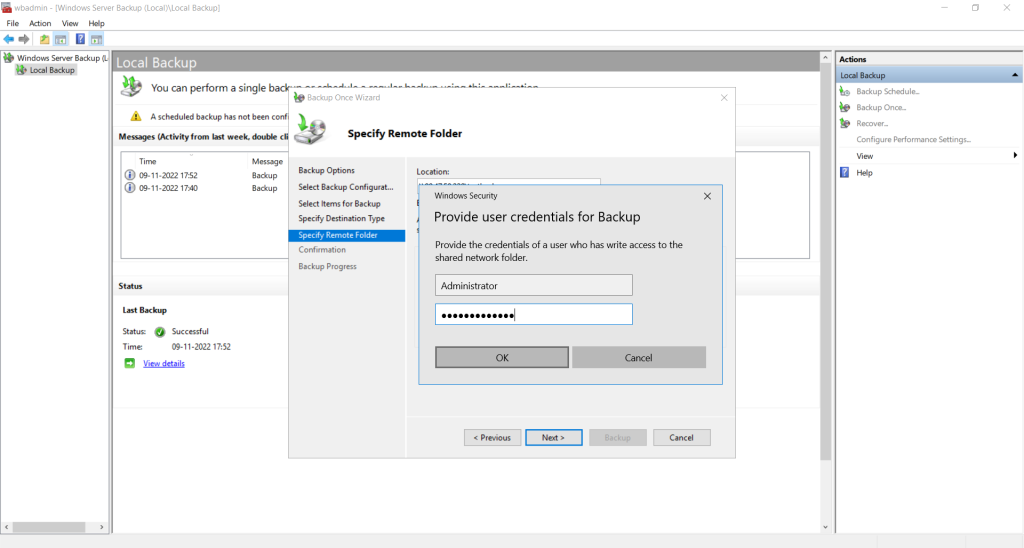 wbadmin - [Windows Server Backup (Local)\Local Backup]
File Action View Help
Windows Server Backup (L
Local Backup
Local Backup
You can perform a single backup or schedule a regular backup using this application
A scheduled backup has not been conf
Messages (Activity from last week, double cli
Time Message
09-11-2022 17:52 Backup
09-11-2022 17:40 Backup
Status
Last Backup
Status: Successful
Time: 09-11-2022 17:52
View details
Backup Once Wizard
Specify Remote Folder
Backup Options
Select Backup Configurat...
Select Items for Backup
Specify Destination Type
Specify Remote Folder
Confirmation
Backup Progress
Location:
Windows Security
Provide user credentials for Backup
Provide the credentials of a user who has write access to the
shared network folder.
Administrator
●●●●●●●●●●●●●
OK Cancel
< Previous Next > Backup Cancel
Actions
Local Backup
Backup Schedule...
Backup Once...
Recover...
Configure Performance Settings...
View
Help